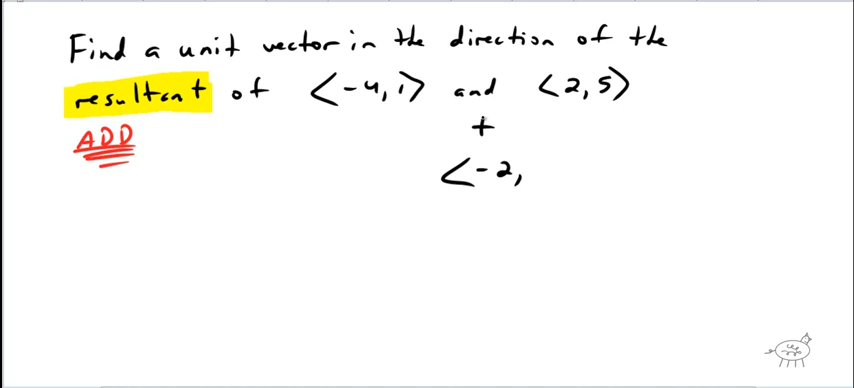 Find a unit vector in the direction of the
resultant of <-4,1> and <2,5>
ADD
+
<-2,